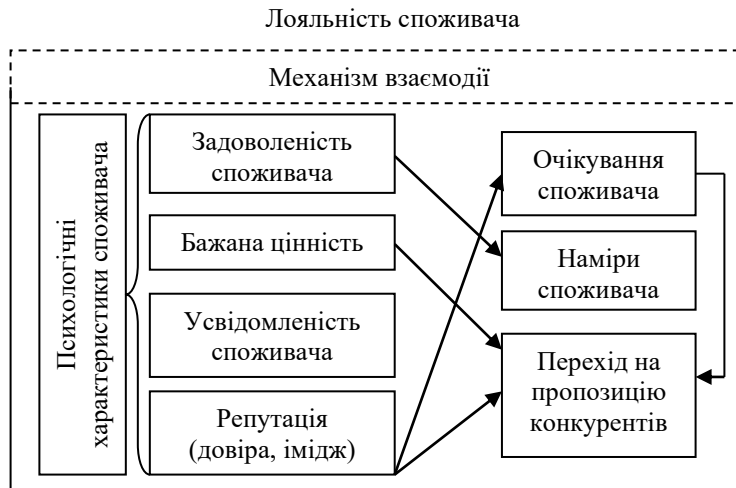 Лояльність споживача
Механізм взаємодії
Психологічні
характеристики споживача
Задоволеність
споживача
Бажана цінність
Усвідомленість
споживача
Репутація
(довіра, імідж)
Очікування
споживача
Наміри
споживача
Перехід на
пропозицію
конкурентів